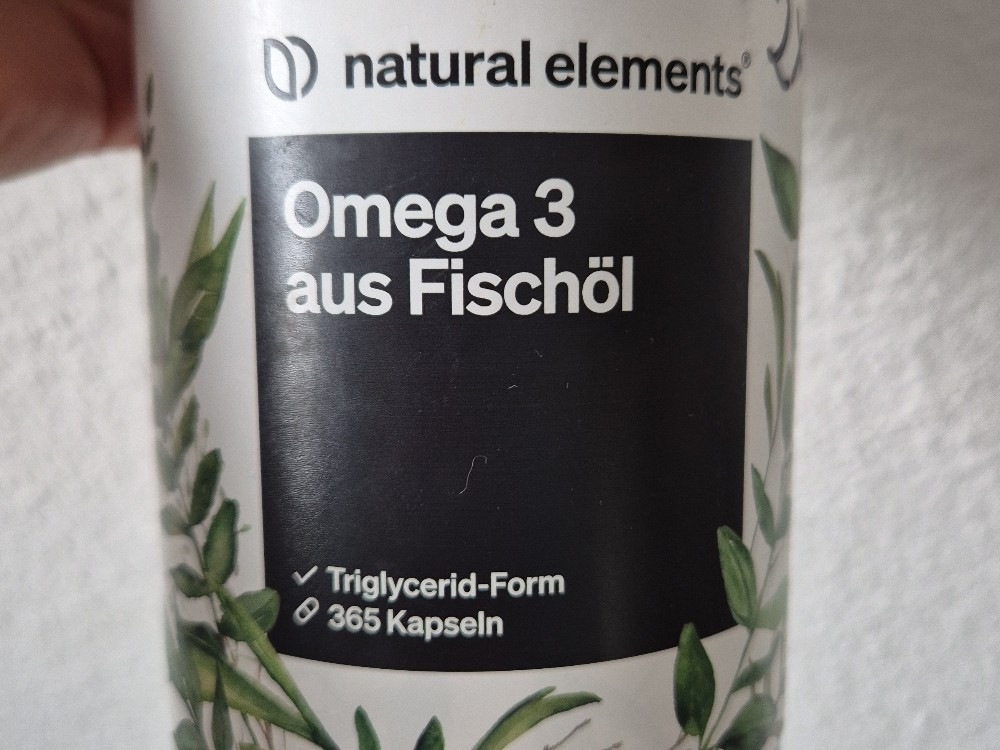 natural elements®
Omega 3
aus Fischöl
Triglycerid-Form
365 Kapseln